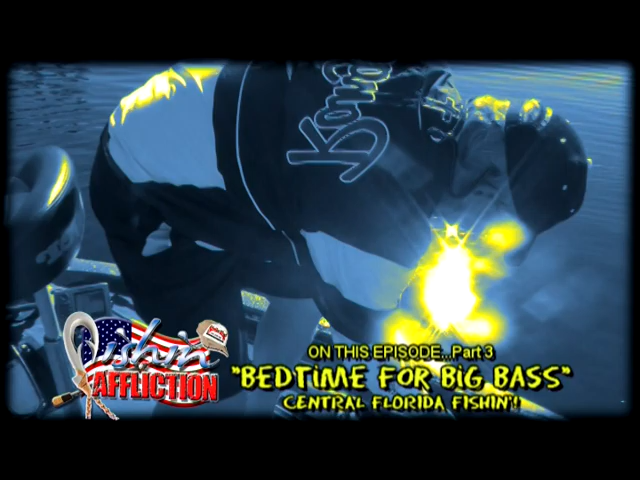 Fishin'
AFFLICTION
ON THIS EPISODE...Part 3
"BEDTIME FOR BIG BASS"
CENTRAL FLORIDA FISHIN'!